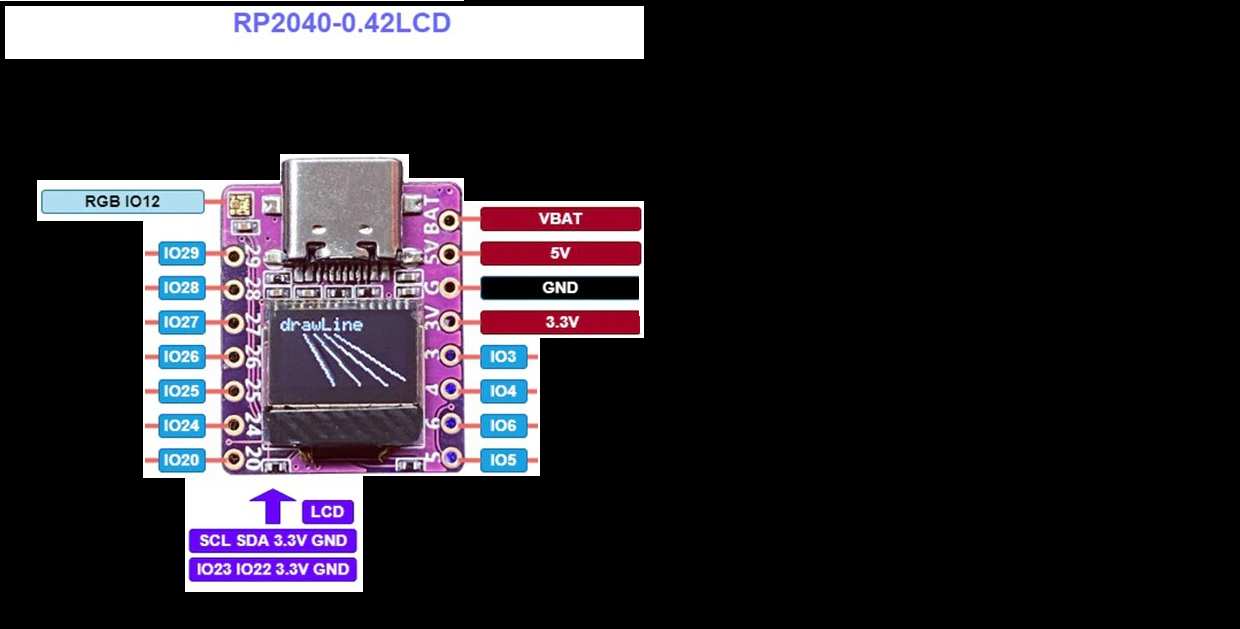 RP2040-0.42LCD
RGB IO12
VBAT
IO29
5V
IO28
GND
IO27
3.3V
IO26
IO3
IO25
IO4
IO24
IO6
IO20
IO5
29
28
27
26
25
24
20
VBAT
5V
G
3V
3
4
6
5
drawLine
LCD
SCL SDA 3.3V GND
IO23 IO22 3.3V GND